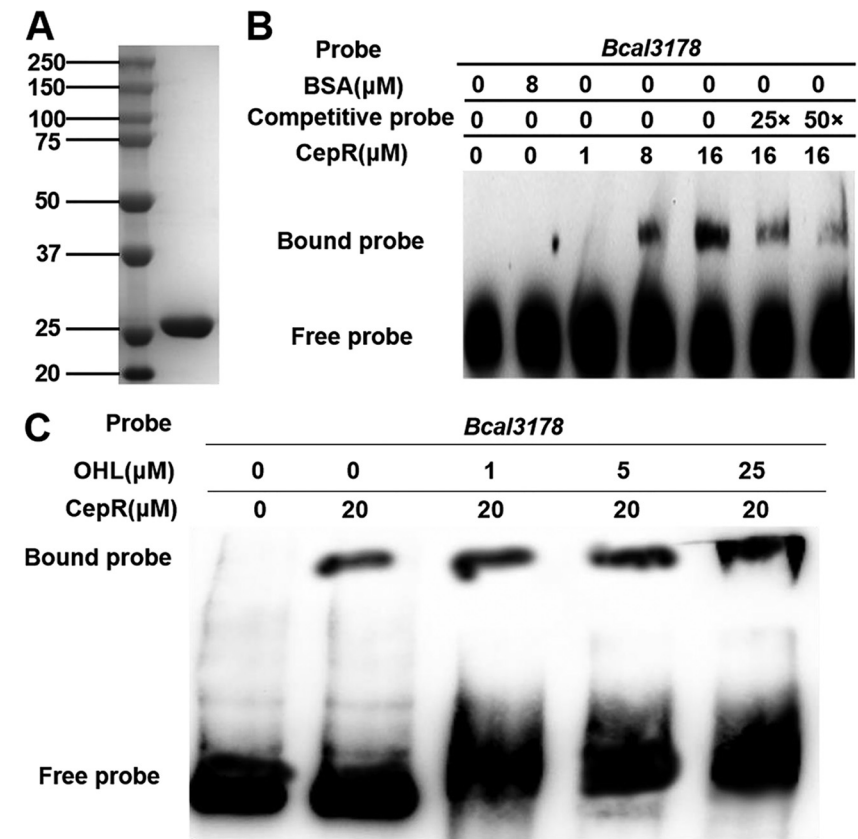 A
250
150
100
75
50
37
25
20
B
Probe Bcal3178
BSA(μM) 0 8 0 0 0 0 0
Competitive probe 0 0 0 0 0 25× 50×
CepR(μM) 0 0 1 8 16 16 16
Bound probe
Free probe
C
Probe Bcal3178
OHL(μM) 0 0 1 5 25
CepR(μM) 0 20 20 20 20
Bound probe
Free probe